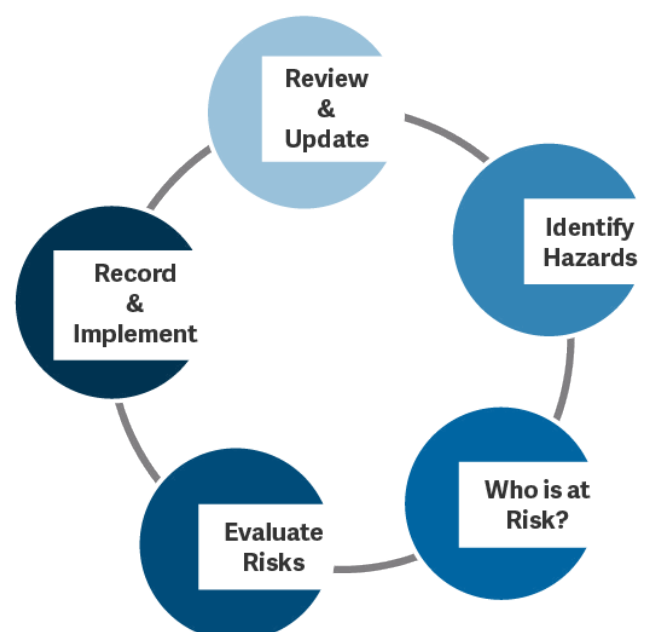 Review
&
Update
Identify
Hazards
Who is at
Risk?
Evaluate
Risks
Record
&
Implement